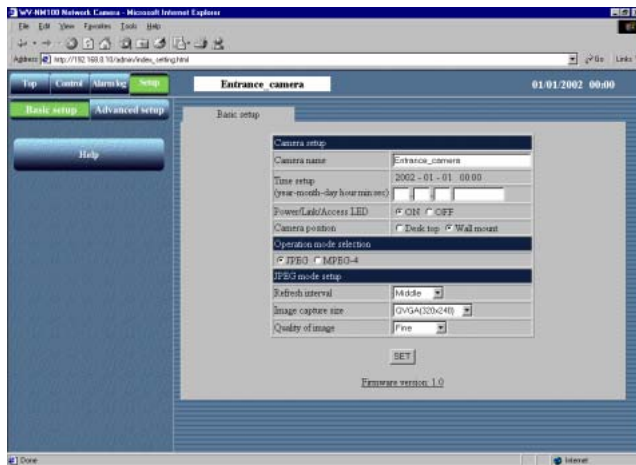 WV-NM100 Network Camera - Microsoft Internet Explorer
File Edit View Favorites Tools Help
Address http://192.168.0.10/admin/index_setting.html Go Links
Top Control Alarm log Setup Entrance_camera 01/01/2002 00:00
Basic setup Advanced setup
Help
Basic setup
Camera setup
Camera name Entrance_camera
Time setup 2002 - 01 - 01 00:00
(year-month-day hour:min:sec)
Power/Link/Access LED ON OFF
Camera position Desk top Wall mount
Operation mode selection
JPEG MPEG-4
JPEG mode setup
Refresh interval Middle
Image capture size QVGA(320x240)
Quality of image Fine
SET
Firmware version: 1.0
Done Internet